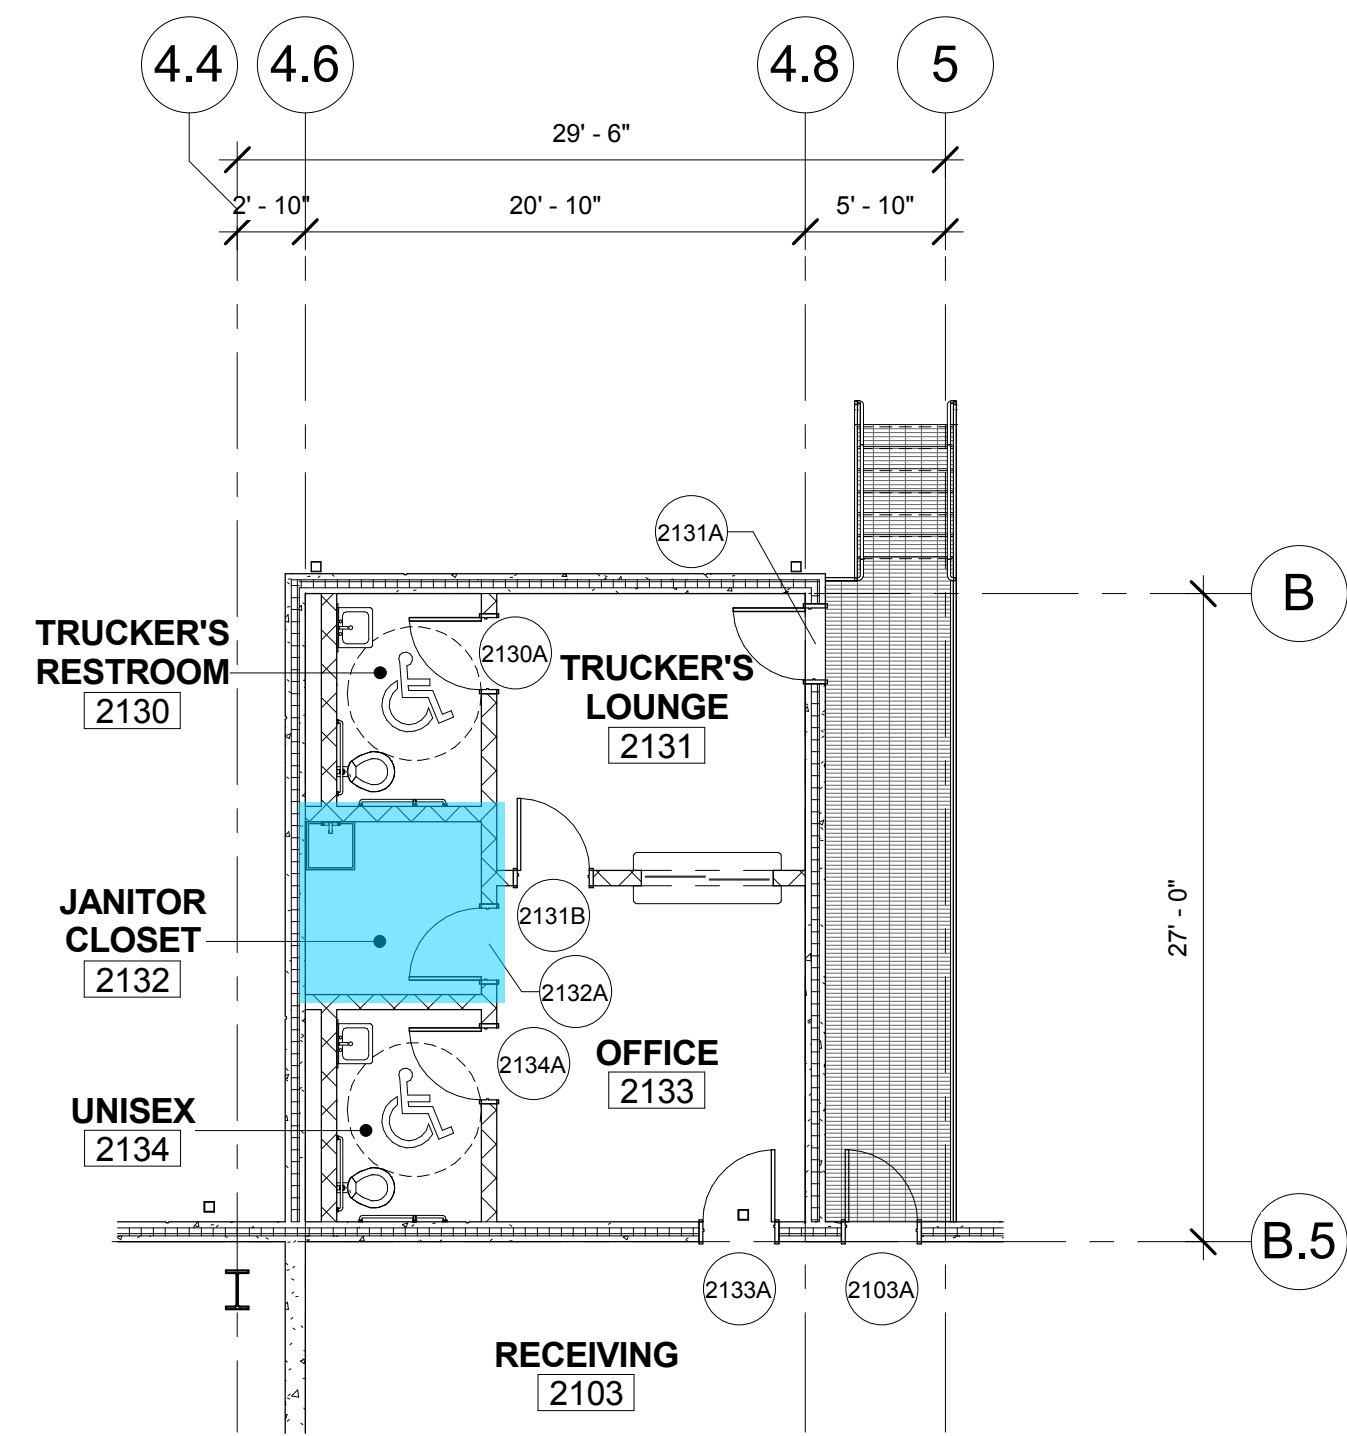 4.4
4.6
4.8
5
29' - 6"
2' - 10"
20' - 10"
5' - 10"
2131A
B
TRUCKER'S
RESTROOM
2130
2130A
TRUCKER'S
LOUNGE
2131
JANITOR
CLOSET
2132
2131B
2132A
27' - 0"
2134A
OFFICE
2133
UNISEX
2134
B.5
2133A
2103A
RECEIVING
2103